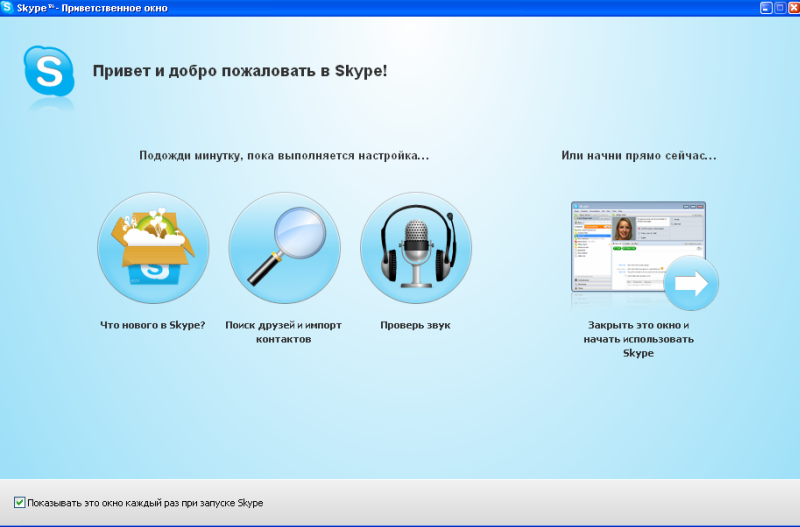 Skype™ - Приветственное окно
Привет и добро пожаловать в Skype!
Подожди минутку, пока выполняется настройка...
Или начни прямо сейчас...
Что нового в Skype?
Поиск друзей и импорт
контактов
Проверь звук
Закрыть это окно и
начать использовать
Skype
Показывать это окно каждый раз при запуске Skype